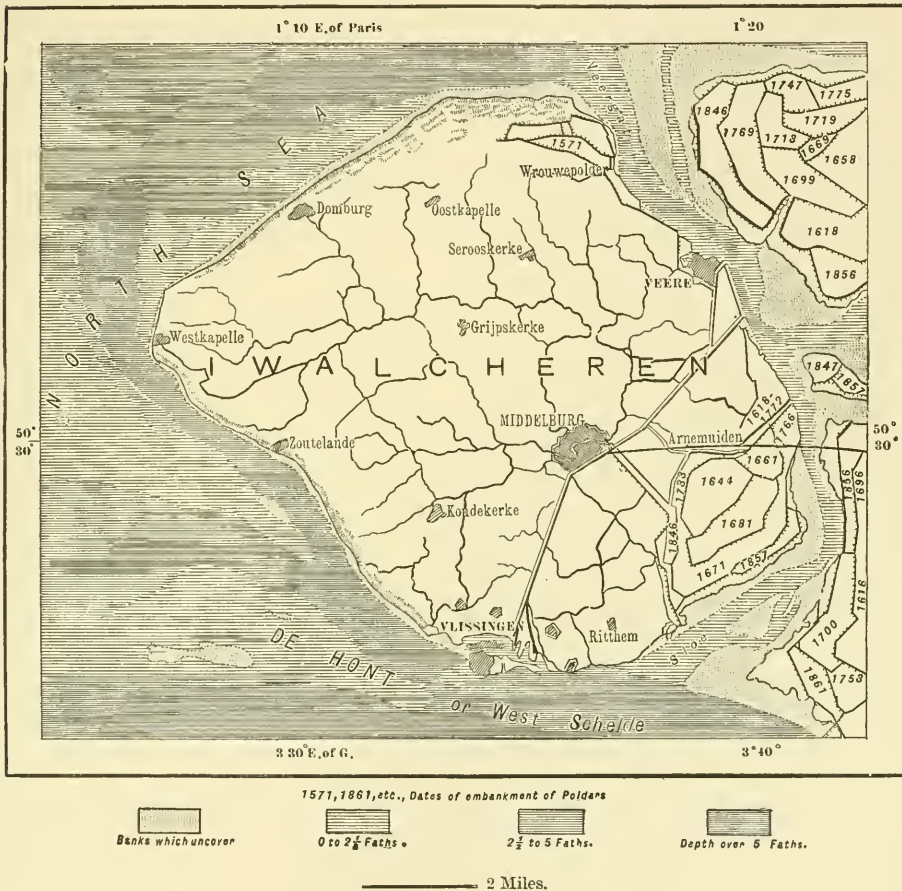 1° 10 E. of Paris
1° 20
NORTH SEA
Veere
1571
Wrouwepolder
1846
1769
1747
1775
1719
1713
1669
1658
1699
1618
1856
Domburg
Oostkapelle
Serooskerke
VEERE
Westkapelle
Grijpskerke
I WALCHEREN
1847
1857
50° 30
50° 30
Zoutelande
MIDDELBURG
Arnemuiden
1618-
1772
1766
1661
1644
1733
1681
1846
1671
1857
1856
1696
1616
1700
1753
1861
Koudekerke
VLISSINGEN
Ritthem
Sloe
DE HONT
or West Schelde
3 30° E. of G.
3° 40°
1571, 1861, etc., Dates of embankment of Poldars
Banks which uncover
0 to 2½ Faths.
2½ to 5 Faths.
Depth over 5 Faths.
2 Miles.